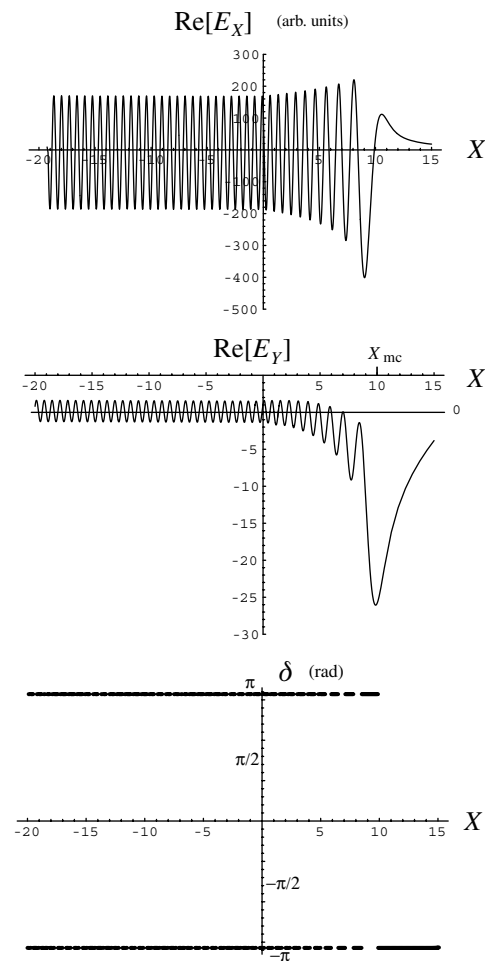 Re[E_X] (arb. units)
300
200
100
-20 -15 -10 -5 5 10 15 X
-100
-200
-300
-400
-500
Re[E_Y] X_mc
-20 -15 -10 -5 5 10 15 X
0
-5
-10
-15
-20
-25
-30
δ (rad)
π
π/2
-20 -15 -10 -5 5 10 15 X
−π/2
−π